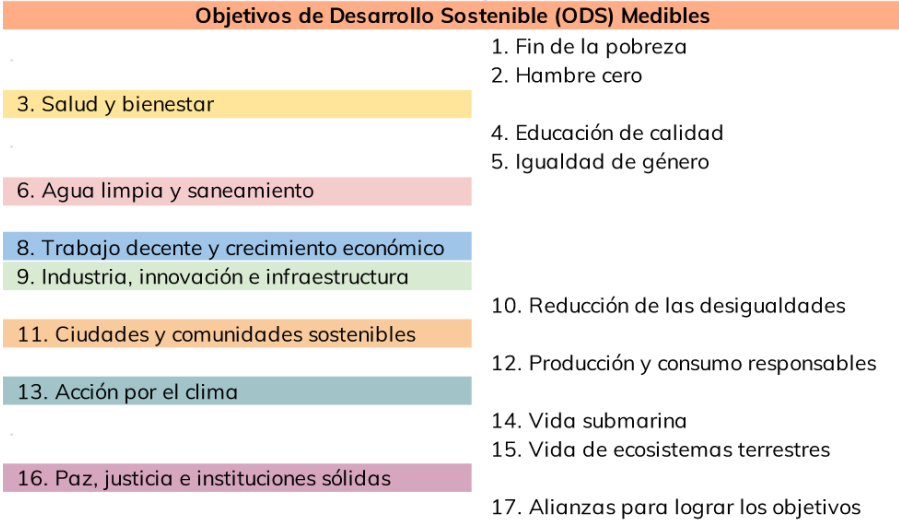 Objetivos de Desarrollo Sostenible (ODS) Medibles
1. Fin de la pobreza
2. Hambre cero
3. Salud y bienestar
4. Educación de calidad
5. Igualdad de género
6. Agua limpia y saneamiento
8. Trabajo decente y crecimiento económico
9. Industria, innovación e infraestructura
10. Reducción de las desigualdades
11. Ciudades y comunidades sostenibles
12. Producción y consumo responsables
13. Acción por el clima
14. Vida submarina
15. Vida de ecosistemas terrestres
16. Paz, justicia e instituciones sólidas
17. Alianzas para lograr los objetivos